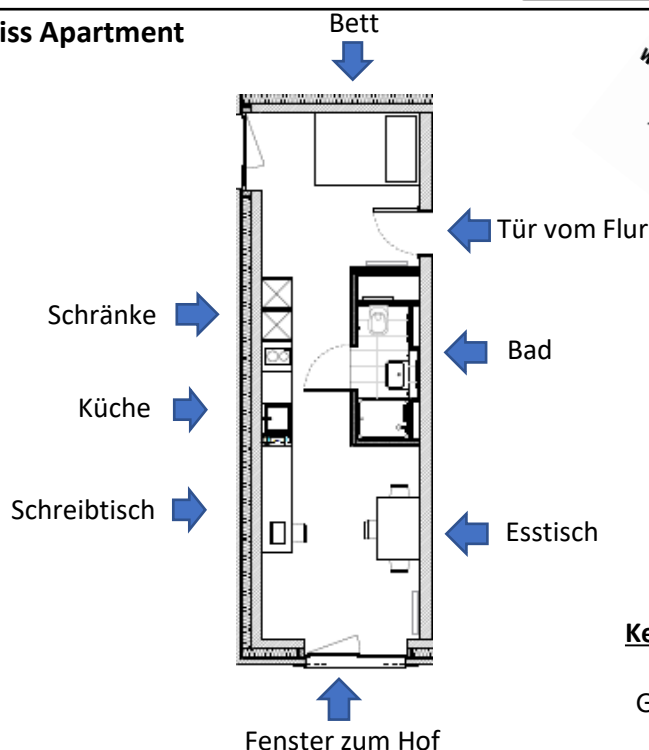 iss Apartment
Bett
Tür vom Flur
Schränke
Bad
Küche
Schreibtisch
Esstisch
Ke
G
Fenster zum Hof